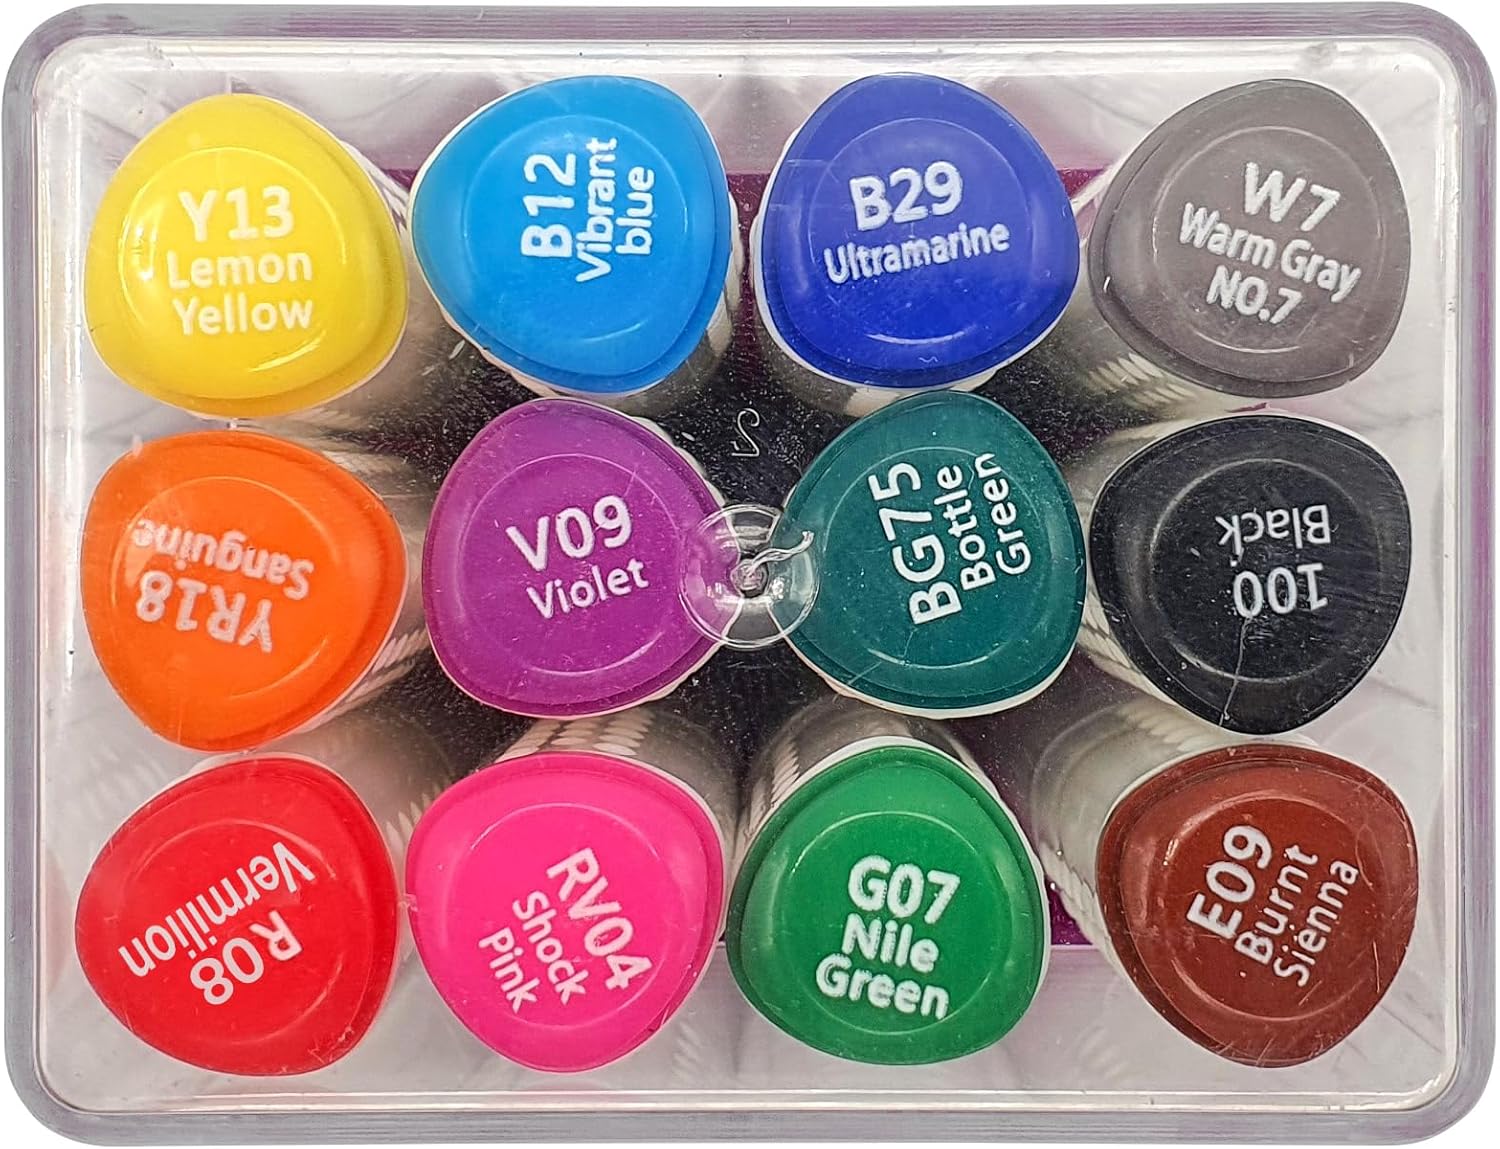 Y13
Lemon
Yellow
B12
Vibrant
blue
B29
Ultramarine
W7
Warm Gray
NO.7
YR18
Sanguine
V09
Violet
BG75
Bottle
Green
100
Black
R08
Vermilion
RV04
Shock
Pink
G07
Nile
Green
E09
Burnt
Sienna